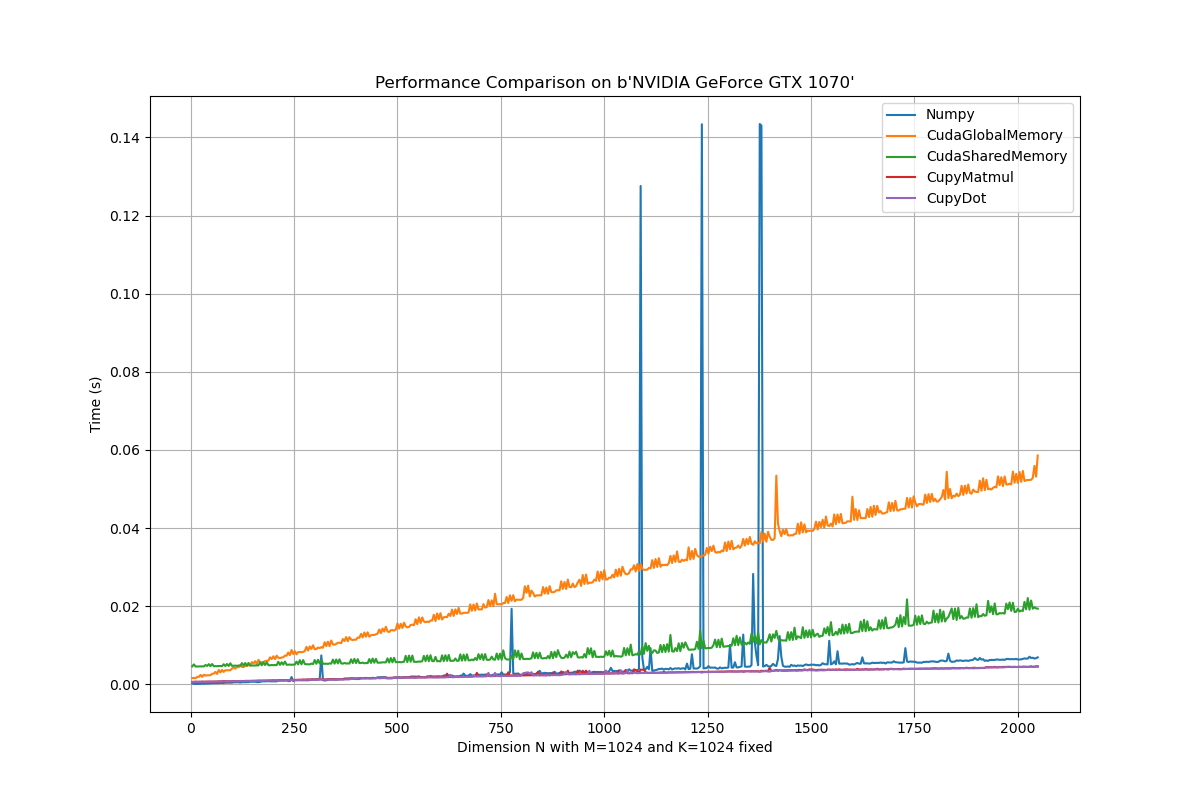 Performance Comparison on b'NVIDIA GeForce GTX 1070'
Numpy
CudaGlobalMemory
CudaSharedMemory
CupyMatmul
CupyDot
0.14
0.12
0.10
0.08
0.06
0.04
0.02
0.00
Time (s)
0 250 500 750 1000 1250 1500 1750 2000
Dimension N with M=1024 and K=1024 fixed